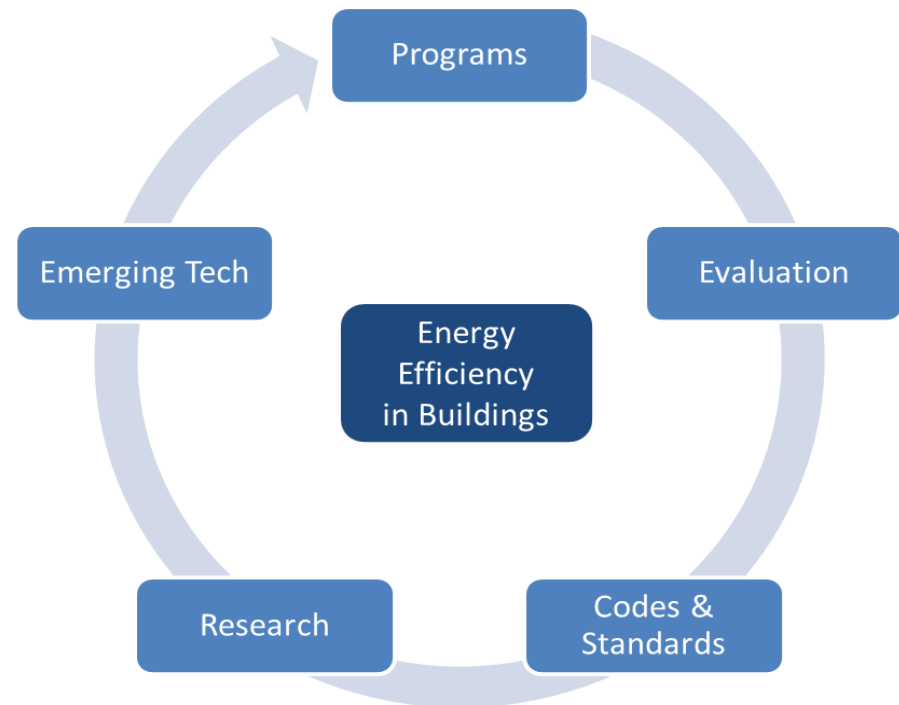 Programs
Evaluation
Codes &
Standards
Research
Emerging Tech
Energy
Efficiency
in Buildings